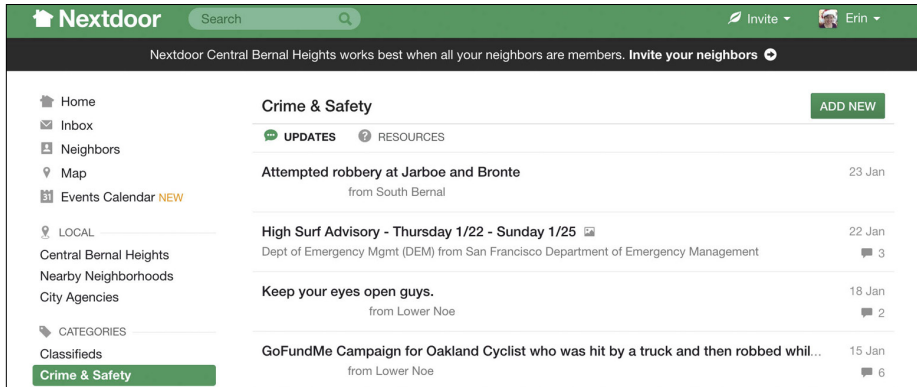 Nextdoor
Search
Invite
Erin
Nextdoor Central Bernal Heights works best when all your neighbors are members. Invite your neighbors
Home
Inbox
Neighbors
Map
31 Events Calendar NEW
LOCAL
Central Bernal Heights
Nearby Neighborhoods
City Agencies
CATEGORIES
Classifieds
Crime & Safety
Crime & Safety
ADD NEW
UPDATES
? RESOURCES
Attempted robbery at Jarboe and Bronte
23 Jan
from South Bernal
High Surf Advisory - Thursday 1/22 - Sunday 1/25
22 Jan
Dept of Emergency Mgmt (DEM) from San Francisco Department of Emergency Management
3
Keep your eyes open guys.
18 Jan
from Lower Noe
2
GoFundMe Campaign for Oakland Cyclist who was hit by a truck and then robbed whil...
15 Jan
from Lower Noe
6